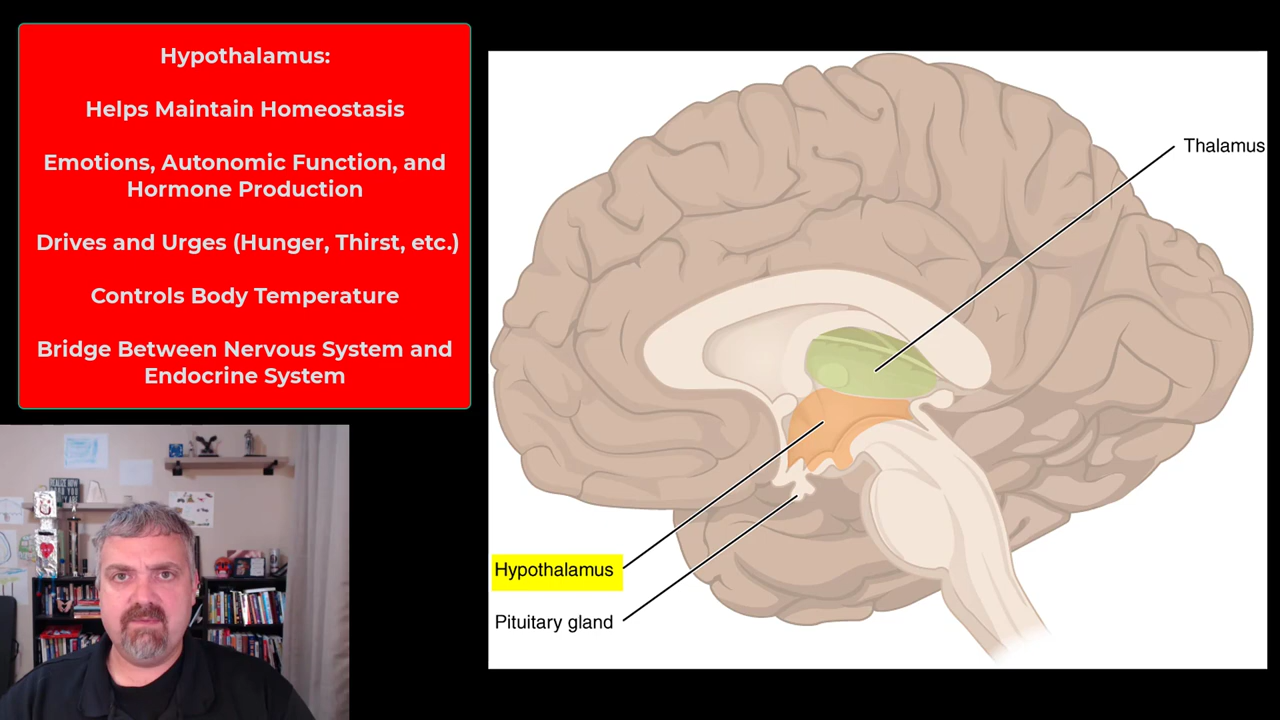 Hypothalamus:
Helps Maintain Homeostasis
Emotions, Autonomic Function, and
Hormone Production
Drives and Urges (Hunger, Thirst, etc.)
Controls Body Temperature
Bridge Between Nervous System and
Endocrine System
Thalamus
Hypothalamus
Pituitary gland